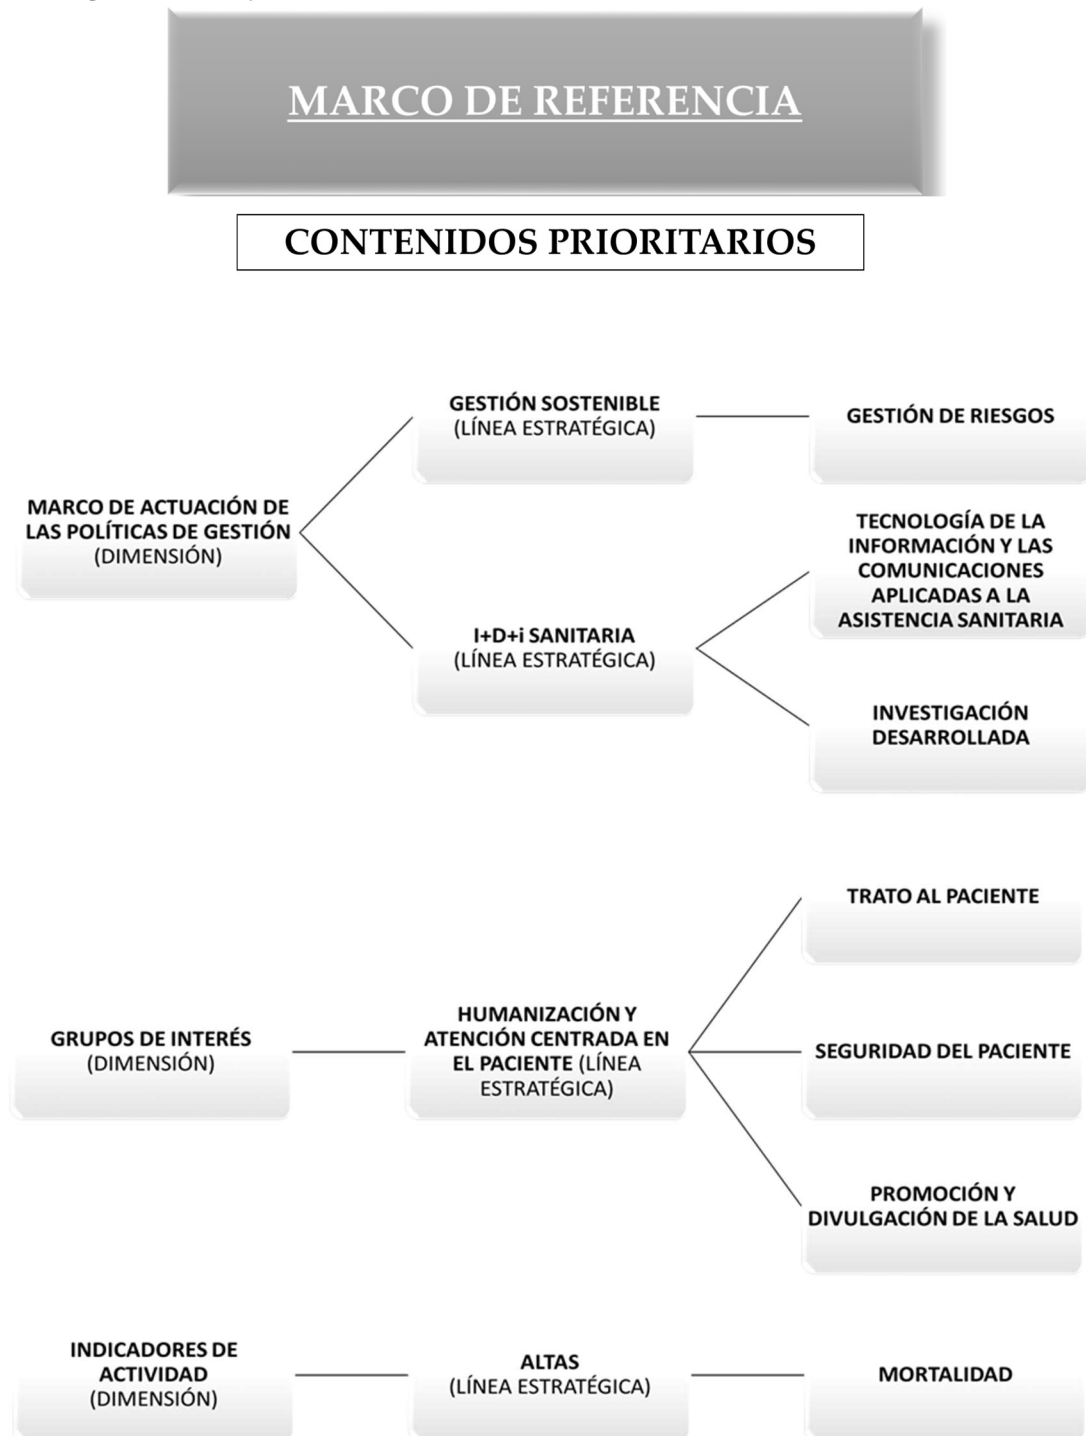 MARCO DE REFERENCIA
CONTENIDOS PRIORITARIOS
MARCO DE ACTUACIÓN DE
LAS POLÍTICAS DE GESTIÓN
(DIMENSIÓN)
GESTIÓN SOSTENIBLE
(LÍNEA ESTRATÉGICA)
GESTIÓN DE RIESGOS
I+D+i SANITARIA
(LÍNEA ESTRATÉGICA)
TECNOLOGÍA DE LA
INFORMACIÓN Y LAS
COMUNICACIONES
APLICADAS A LA
ASISTENCIA SANITARIA
INVESTIGACIÓN
DESARROLLADA
GRUPOS DE INTERÉS
(DIMENSIÓN)
HUMANIZACIÓN Y
ATENCIÓN CENTRADA EN
EL PACIENTE (LÍNEA
ESTRATÉGICA)
TRATO AL PACIENTE
SEGURIDAD DEL PACIENTE
PROMOCIÓN Y
DIVULGACIÓN DE LA SALUD
INDICADORES DE
ACTIVIDAD
(DIMENSIÓN)
ALTAS
(LÍNEA ESTRATÉGICA)
MORTALIDAD